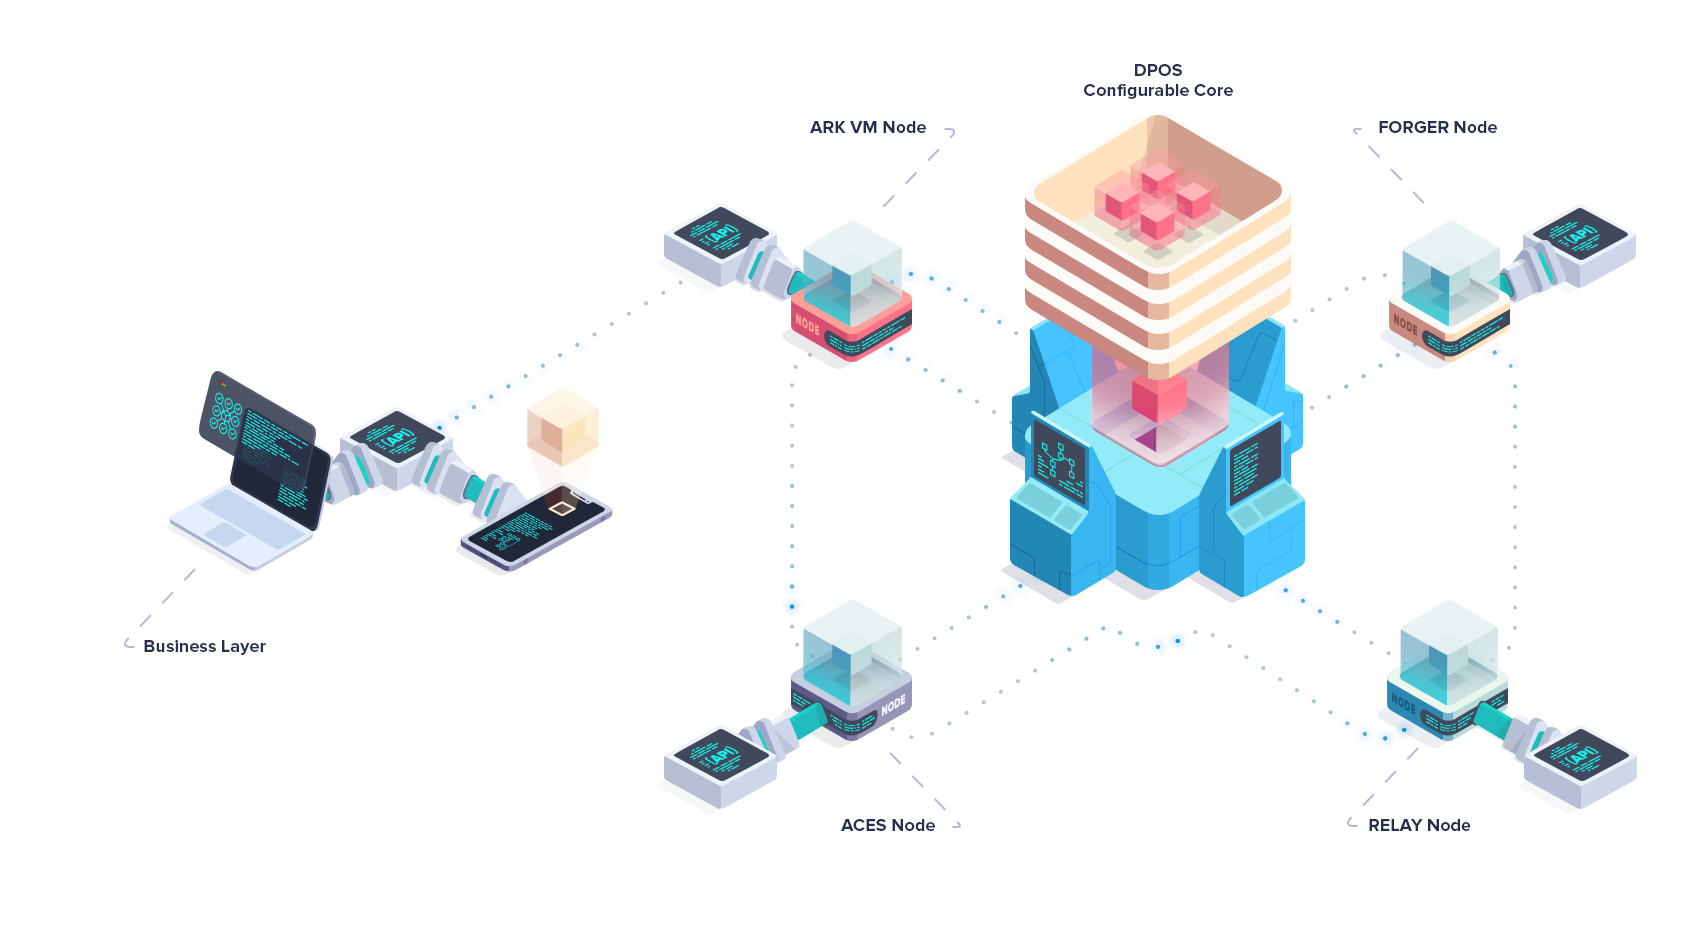 DPOS
Configurable Core
ARK VM Node
FORGER Node
(API)
(API)
NODE
NODE
(API)
Business Layer
NODE
NODE
(API)
(API)
ACES Node
RELAY Node